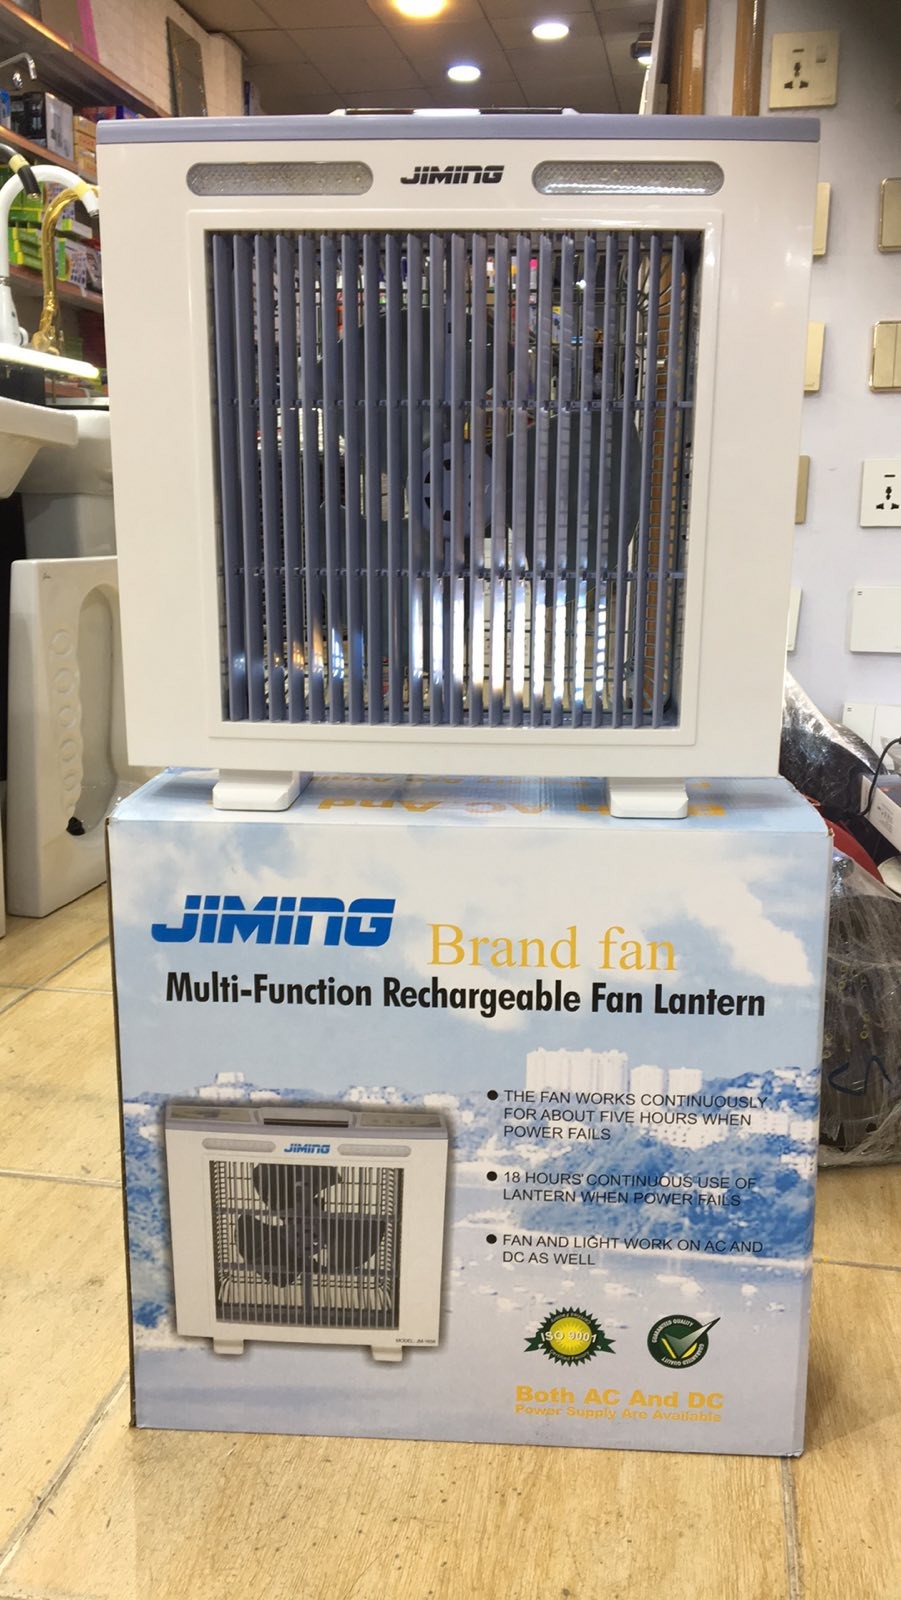 JIMING
JIMING
Brand fan
Multi-Function Rechargeable Fan Lantern
THE FAN WORKS CONTINUOUSLY
FOR ABOUT FIVE HOURS WHEN
POWER FAILS
18 HOURS' CONTINUOUS USE OF
LANTERN WHEN POWER FAILS
FAN AND LIGHT WORK ON AC AND
DC AS WELL
JIMING
ISO 9001
GUARANTEED QUALITY
Both AC And DC
Power Supply Are Available